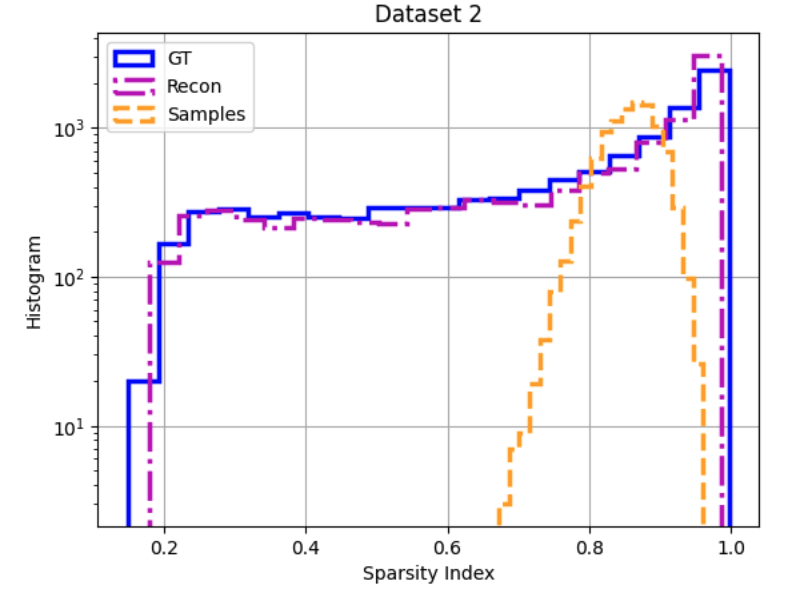 Dataset 2
GT
Recon
Samples
10³
10²
10¹
Histogram
0.2 0.4 0.6 0.8 1.0
Sparsity Index